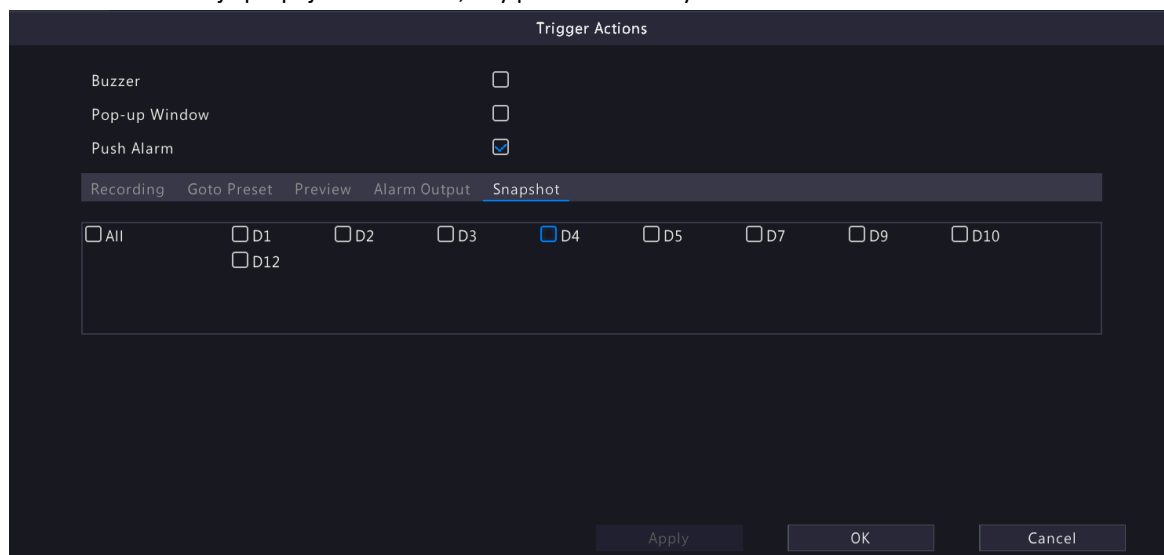 Trigger Actions
Buzzer
Pop-up Window
Push Alarm
Recording Goto Preset Preview Alarm Output Snapshot
All D1 D2 D3 D4 D5 D7 D9 D10
D12
Apply OK Cancel